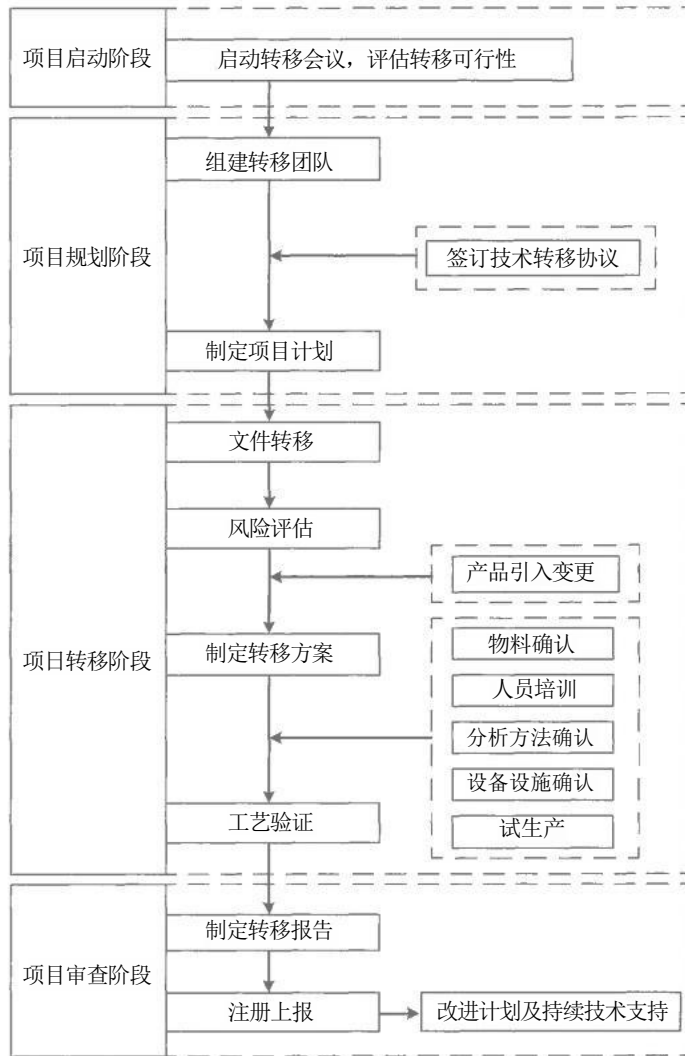 项目启动阶段
启动转移会议，评估转移可行性
项目规划阶段
组建转移团队
签订技术转移协议
制定项目计划
项日转移阶段
文件转移
风险评估
产品引入变更
制定转移方案
物料确认
人员培训
分析方法确认
设备设施确认
试生产
工艺验证
项目审查阶段
制定转移报告
注册上报
改进计划及持续技术支持